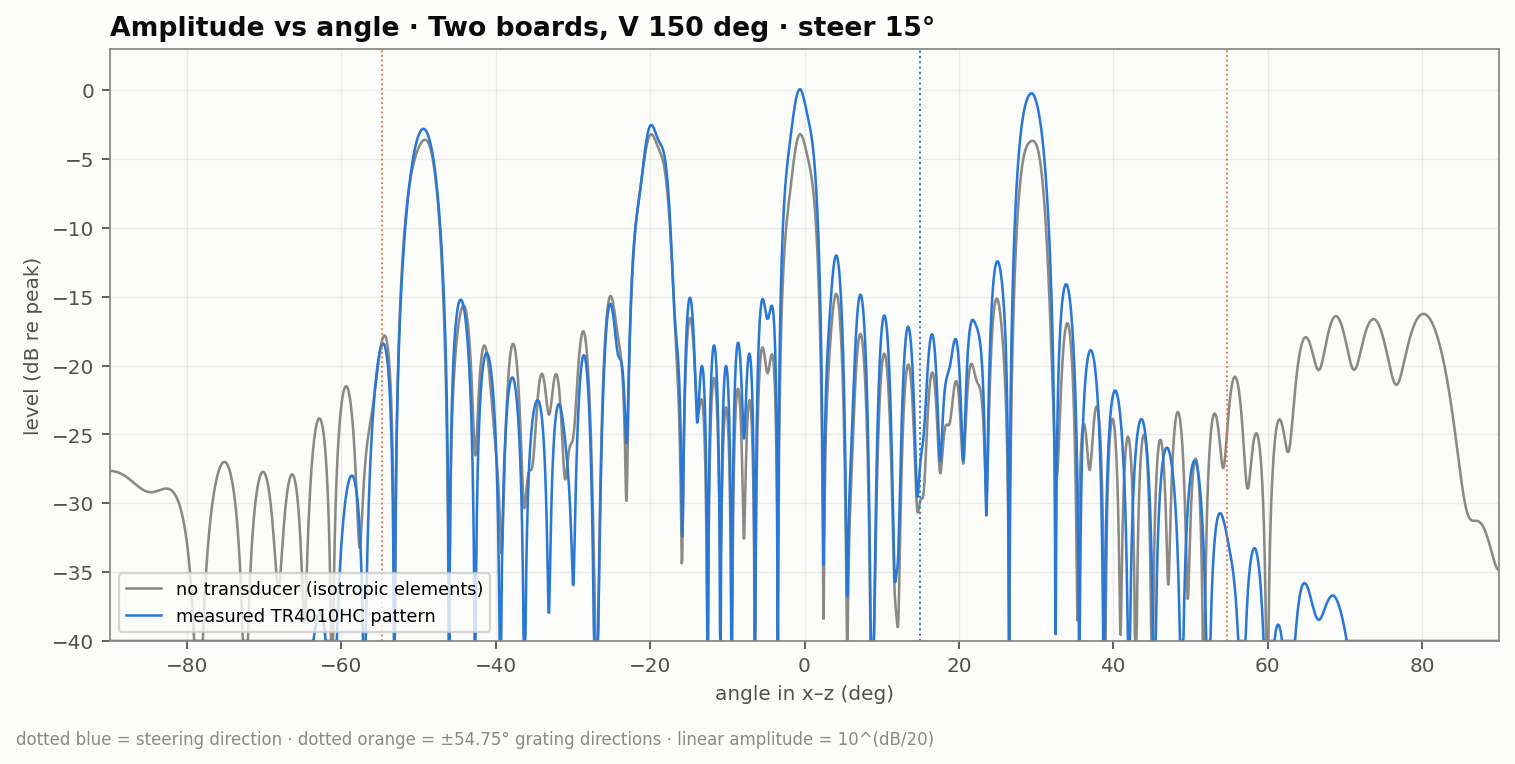 Amplitude vs angle · Two boards, V 150 deg · steer 15°
level (dB re peak)
0
−5
−10
−15
−20
−25
−30
−35
−40
no transducer (isotropic elements)
measured TR4010HC pattern
−80 −60 −40 −20 0 20 40 60 80
angle in x–z (deg)
dotted blue = steering direction · dotted orange = ±54.75° grating directions · linear amplitude = 10^(dB/20)